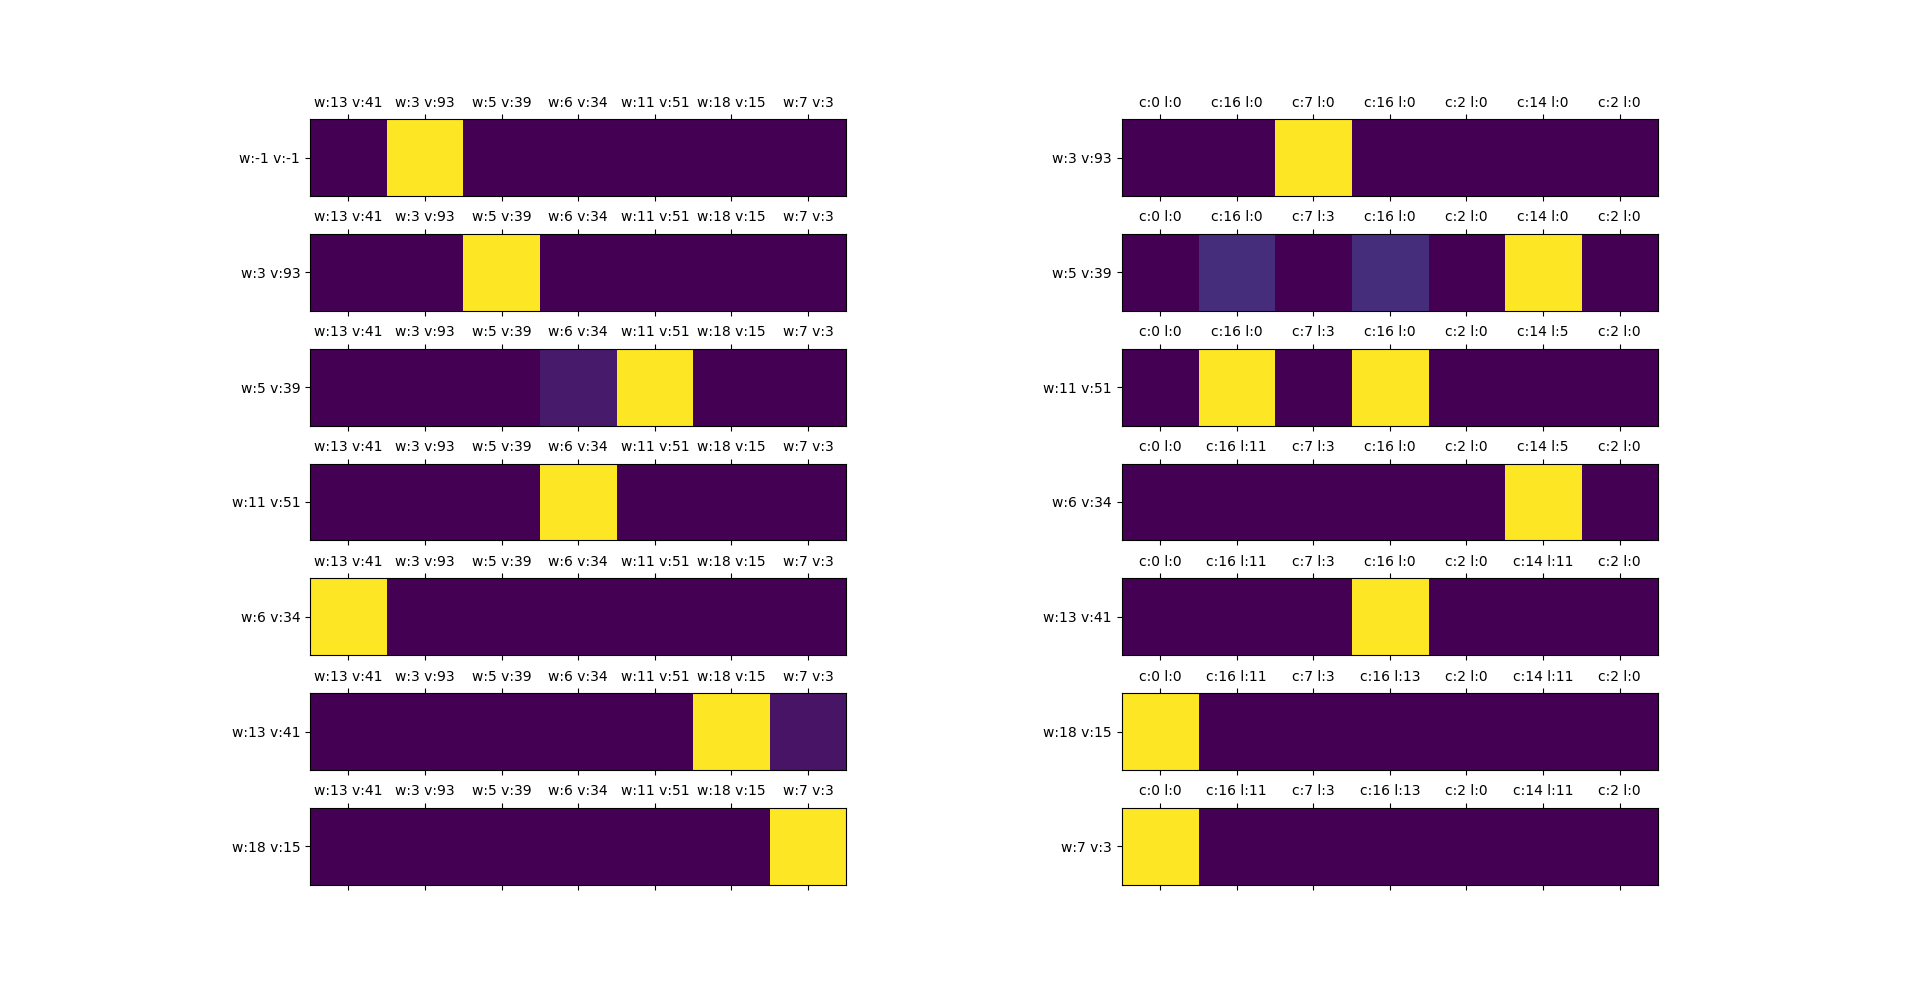 w:13 v:41 w:3 v:93 w:5 v:39 w:6 v:34 w:11 v:51 w:18 v:15 w:7 v:3
w:-1 v:-1
w:13 v:41 w:3 v:93 w:5 v:39 w:6 v:34 w:11 v:51 w:18 v:15 w:7 v:3
w:3 v:93
w:13 v:41 w:3 v:93 w:5 v:39 w:6 v:34 w:11 v:51 w:18 v:15 w:7 v:3
w:5 v:39
w:13 v:41 w:3 v:93 w:5 v:39 w:6 v:34 w:11 v:51 w:18 v:15 w:7 v:3
w:11 v:51
w:13 v:41 w:3 v:93 w:5 v:39 w:6 v:34 w:11 v:51 w:18 v:15 w:7 v:3
w:6 v:34
w:13 v:41 w:3 v:93 w:5 v:39 w:6 v:34 w:11 v:51 w:18 v:15 w:7 v:3
w:13 v:41
w:13 v:41 w:3 v:93 w:5 v:39 w:6 v:34 w:11 v:51 w:18 v:15 w:7 v:3
w:18 v:15
c:0 l:0 c:16 l:0 c:7 l:0 c:16 l:0 c:2 l:0 c:14 l:0 c:2 l:0
w:3 v:93
c:0 l:0 c:16 l:0 c:7 l:3 c:16 l:0 c:2 l:0 c:14 l:0 c:2 l:0
w:5 v:39
c:0 l:0 c:16 l:0 c:7 l:3 c:16 l:0 c:2 l:0 c:14 l:5 c:2 l:0
w:11 v:51
c:0 l:0 c:16 l:11 c:7 l:3 c:16 l:0 c:2 l:0 c:14 l:5 c:2 l:0
w:6 v:34
c:0 l:0 c:16 l:11 c:7 l:3 c:16 l:0 c:2 l:0 c:14 l:11 c:2 l:0
w:13 v:41
c:0 l:0 c:16 l:11 c:7 l:3 c:16 l:13 c:2 l:0 c:14 l:11 c:2 l:0
w:18 v:15
c:0 l:0 c:16 l:11 c:7 l:3 c:16 l:13 c:2 l:0 c:14 l:11 c:2 l:0
w:7 v:3